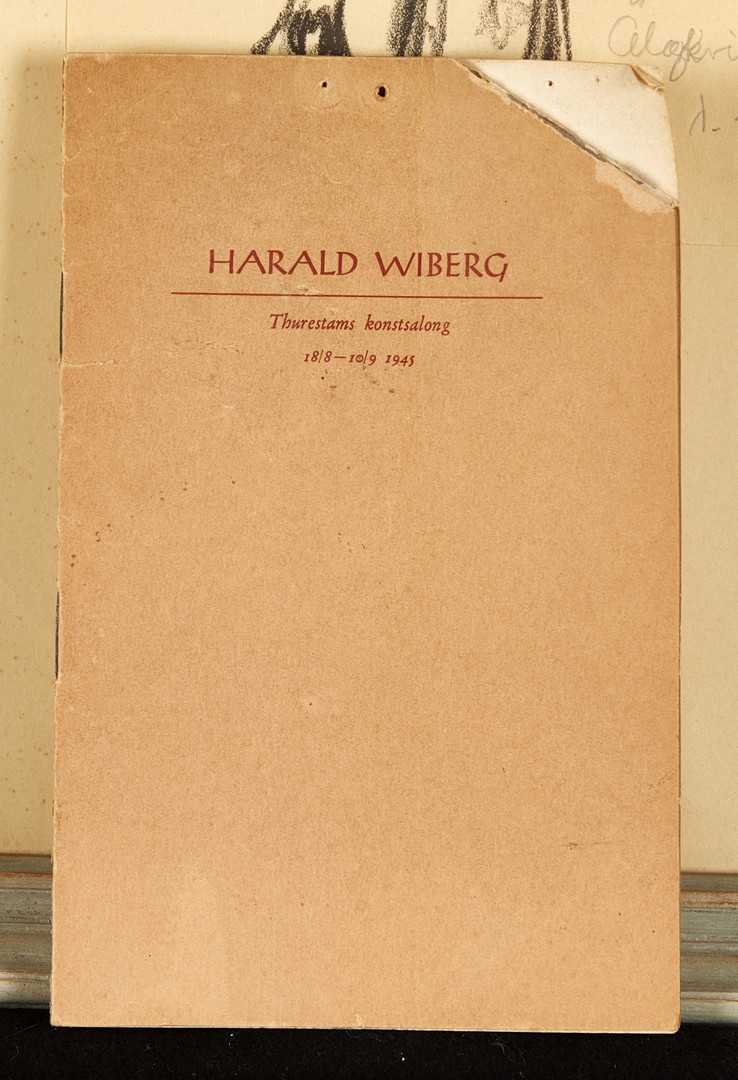 HARALD WIBERG
Thurestams konstsalong
18/8—10/9 1945